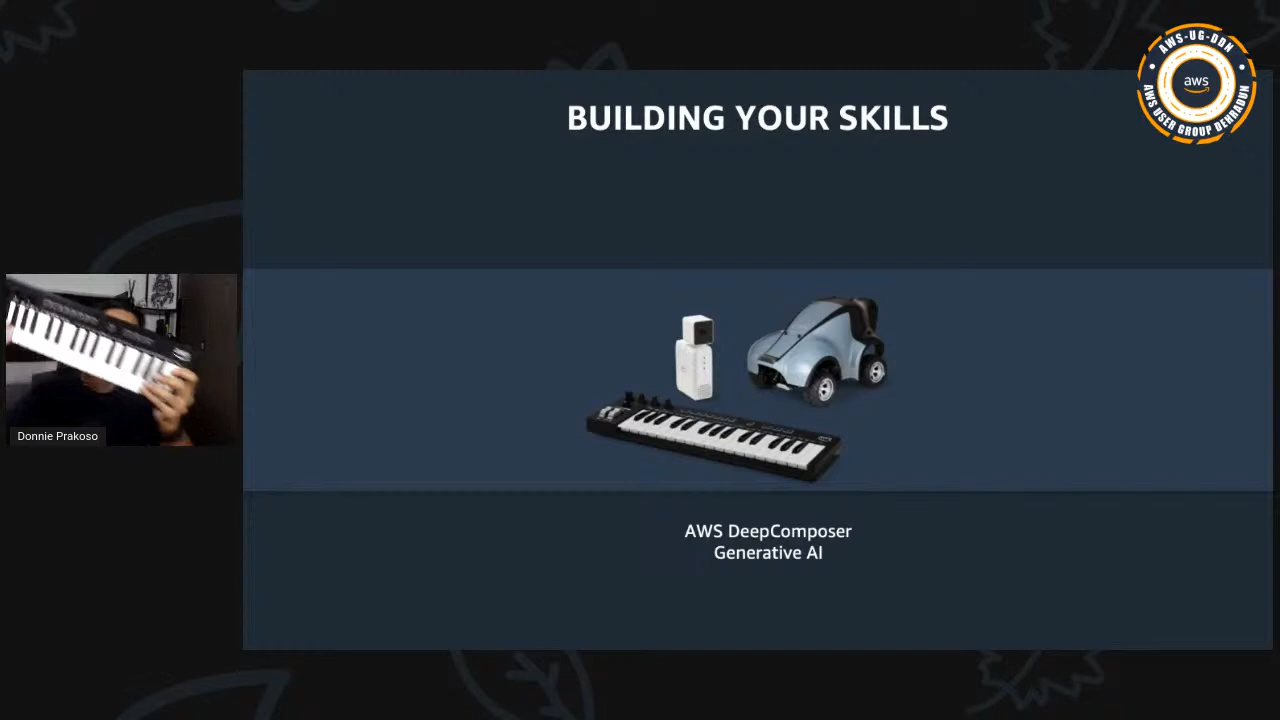 BUILDING YOUR SKILLS
AWS-UG-DDN
aws
AWS USER GROUP DEHRADUN
Donnie Prakoso
AWS DeepComposer
Generative AI